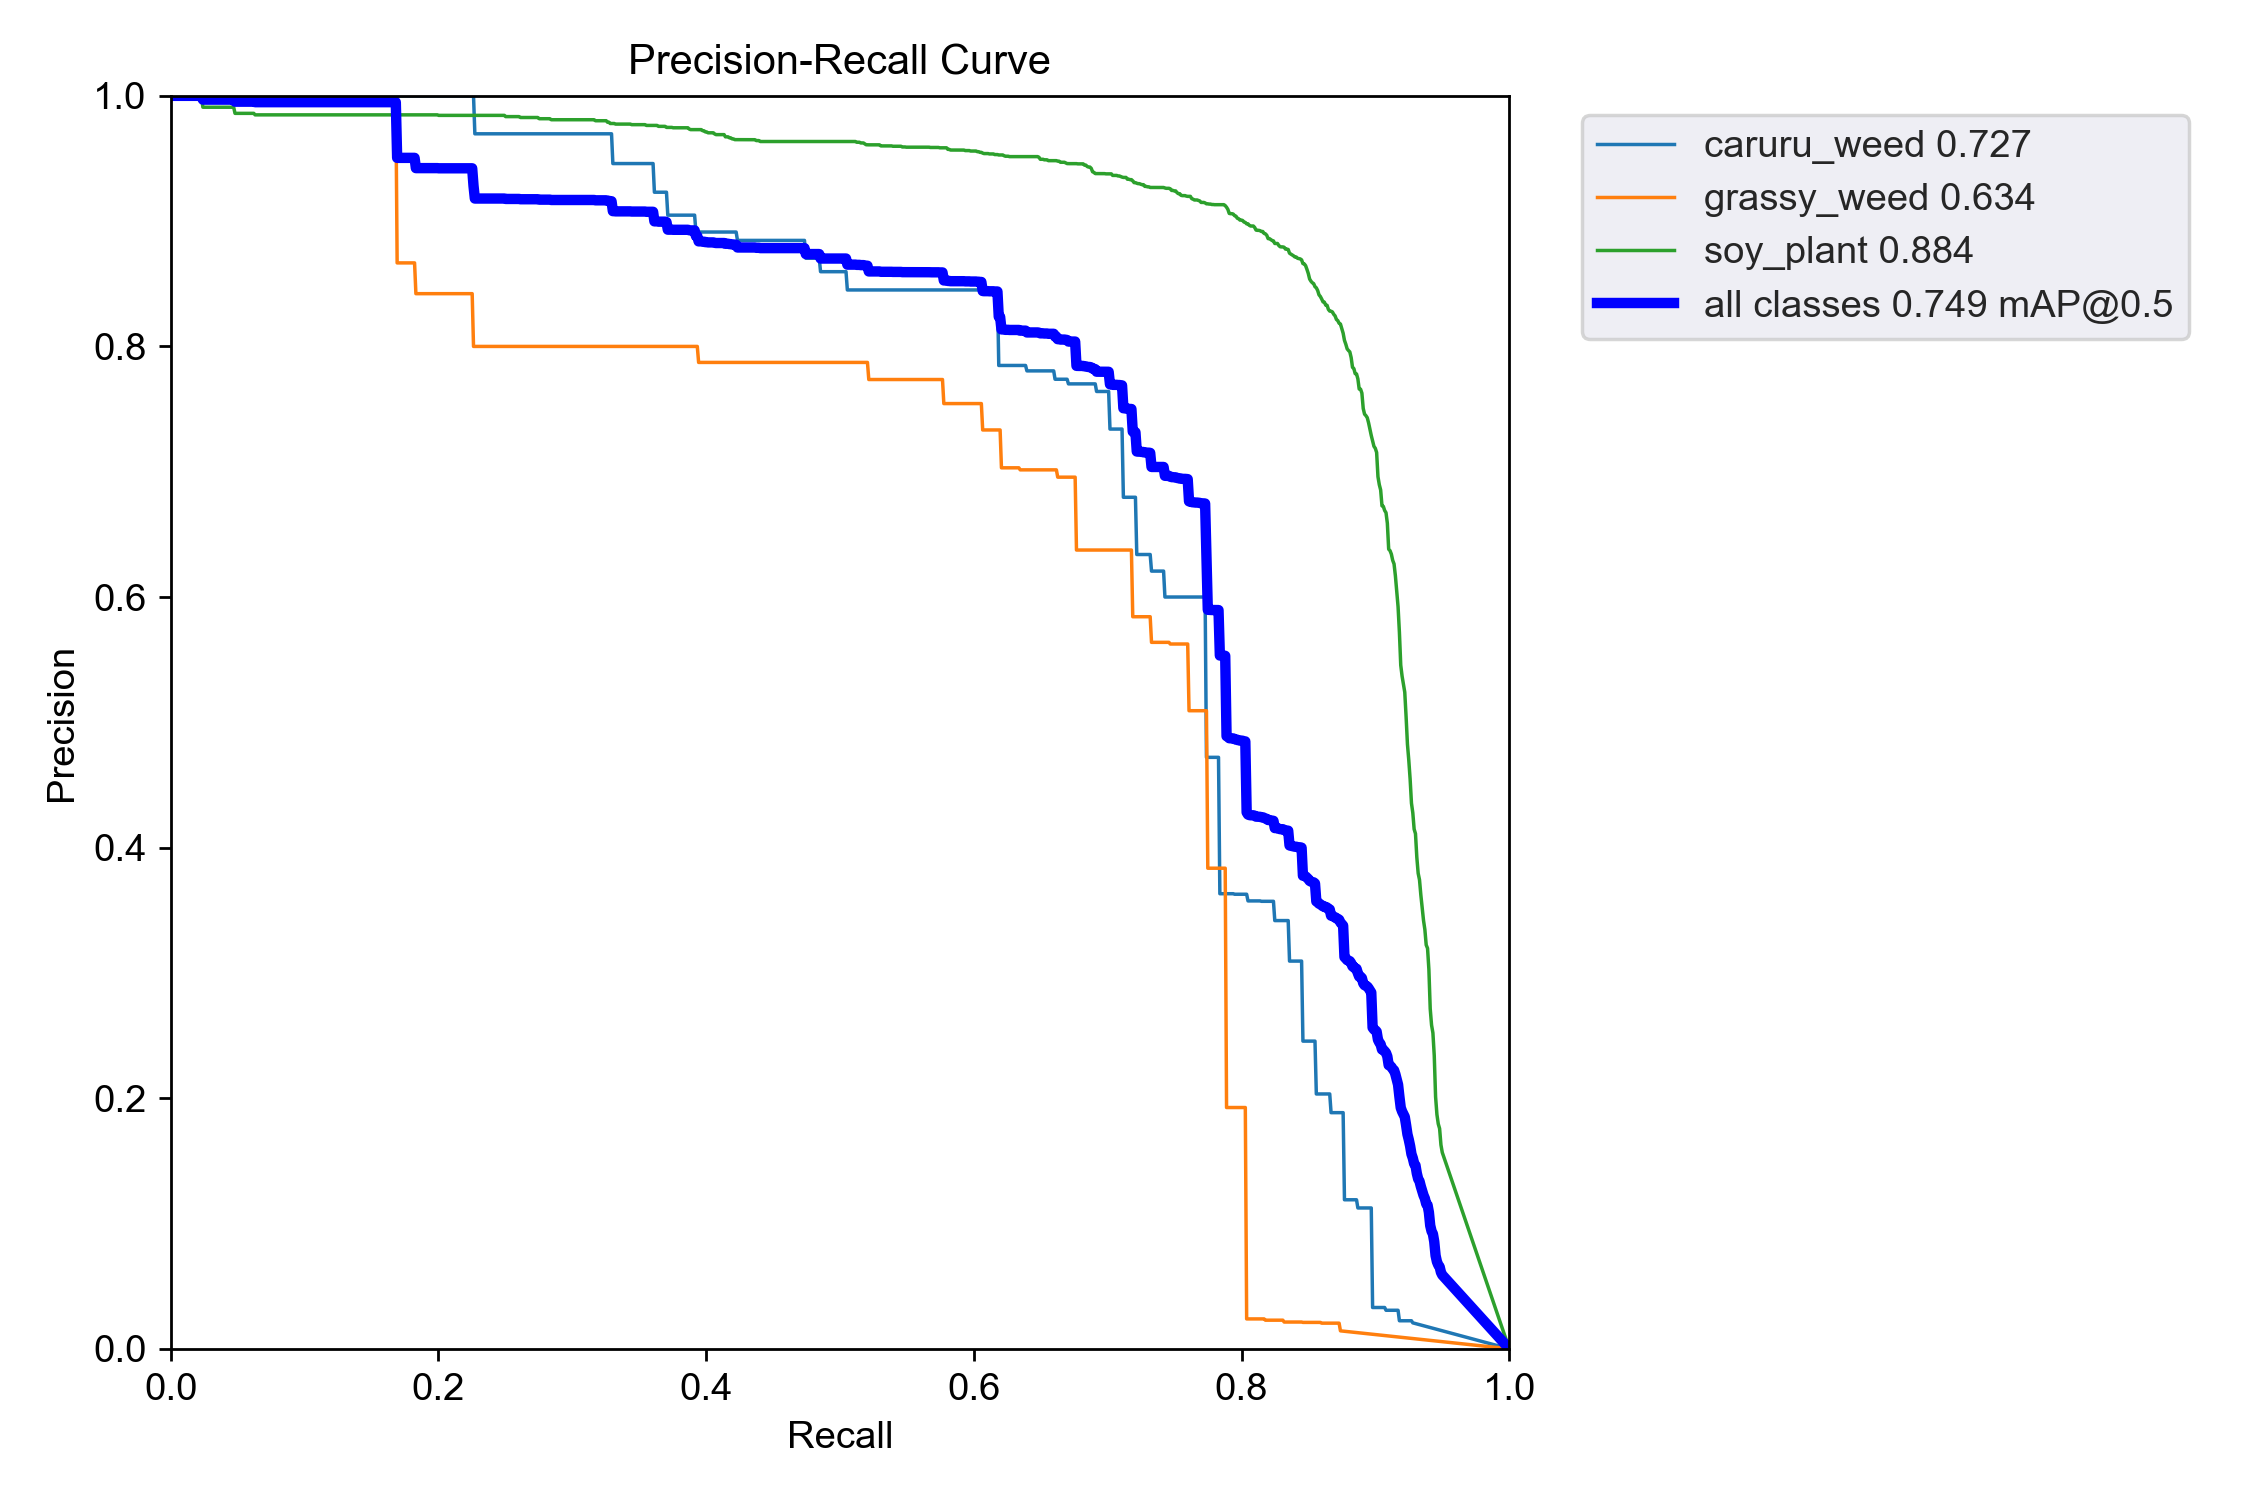 Precision-Recall Curve
1.0
0.8
0.6
0.4
0.2
0.0
Precision
0.0 0.2 0.4 0.6 0.8 1.0
Recall
caruru_weed 0.727
grassy_weed 0.634
soy_plant 0.884
all classes 0.749 mAP@0.5